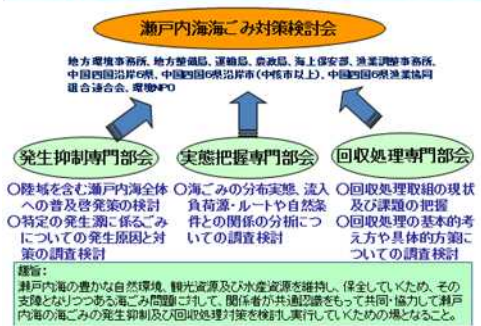 瀬戸内海海ごみ対策検討会
地方環境事務所、地方整備局、運輸局、農政局、海上保安部、漁業調整事務所、
中国四国沿岸6県、中国四国6県沿岸市(中核市以上)、中国四国6県漁業協同
組合連合会、環境NPO
発生抑制専門部会
実態把握専門部会
回収処理専門部会
○陸域を含む瀬戸内海全体
への普及啓発策の検討
○特定の発生源に係るごみ
についての発生原因と対
策の調査検討
○海ごみの分布実態、流入
負荷源・ルートや自然条
件との関係の分析につ
いての調査検討
○回収処理取組の現状
及び課題の把握
○回収処理の基本的考
え方や具体的方策に
ついての調査検討
趣旨:
瀬戸内海の豊かな自然環境、観光資源及び水産資源を維持し、保全していくため、その
支障となりつつある海ごみ問題に対して、関係者が共通認識をもって共同・協力して瀬戸
内海の海ごみの発生抑制及び回収処理対策を検討し実行していくための場となること。